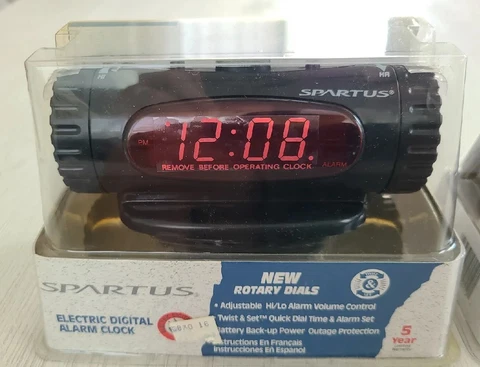 HR
SPARTUS®
12:08
PM
REMOVE BEFORE OPERATING CLOCK
ALARM
SPARTUS®
ELECTRIC DIGITAL
ALARM CLOCK
NEW
ROTARY DIALS
• Adjustable Hi/Lo Alarm Volume Control
• Twist & Set™ Quick Dial Time & Alarm Set
Battery Back-up Power Outage Protection
Instructions En Français
Instrucciones En Espanol
&
5
Year